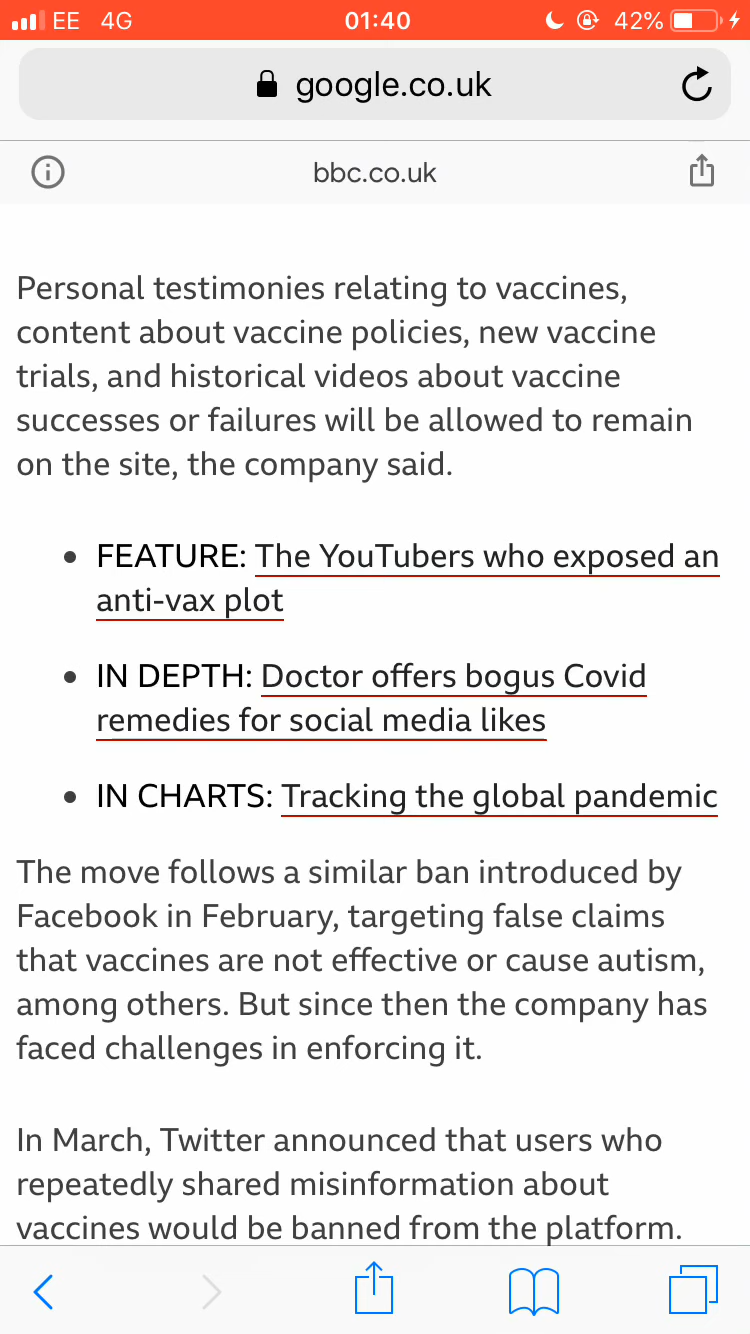 EE 4G 01:40 42%
google.co.uk
bbc.co.uk
Personal testimonies relating to vaccines,
content about vaccine policies, new vaccine
trials, and historical videos about vaccine
successes or failures will be allowed to remain
on the site, the company said.
• FEATURE: The YouTubers who exposed an
anti-vax plot
• IN DEPTH: Doctor offers bogus Covid
remedies for social media likes
• IN CHARTS: Tracking the global pandemic
The move follows a similar ban introduced by
Facebook in February, targeting false claims
that vaccines are not effective or cause autism,
among others. But since then the company has
faced challenges in enforcing it.
In March, Twitter announced that users who
repeatedly shared misinformation about
vaccines would be banned from the platform.